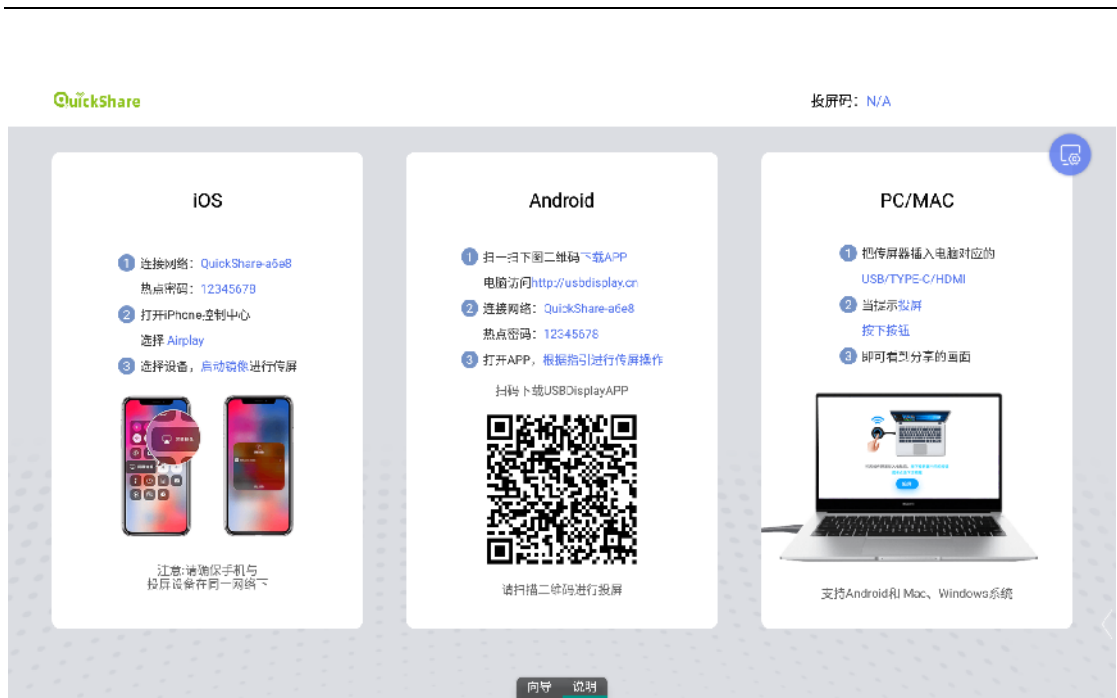 QuickShare
投屏码：N/A
iOS
1 连接网络：QuickShare-a6e8
热点密码：12345678
2 打开iPhone控制中心
选择 Airplay
3 选择设备，启动镜像进行传屏
注意:请确保手机与
投屏设备在同一网络下
Android
1 扫一扫下图二维码下载APP
电脑访问http://usbdisplay.cn
2 连接网络：QuickShare-a6e8
热点密码：12345678
3 打开APP，根据指引进行传屏操作
扫码下载USBDisplayAPP
请扫描二维码进行投屏
PC/MAC
1 把传屏器插入电脑对应的
USB/TYPE-C/HDMI
2 当提示投屏
按下按钮
3 即可看到分享的画面
支持Android和 Mac、Windows系统
向导 说明